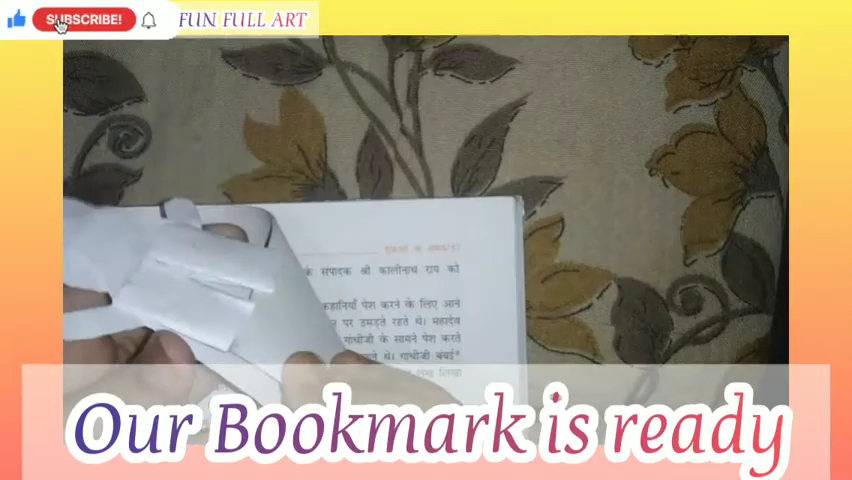 SUBSCRIBE!
FUN FULL ART
के संपादक श्री कालीनाथ राय को
कहानियाँ पेश करने के लिए आने
पर उमड़ते रहते थे। महादेव
गांधीजी के सामने पेश करते
थे। गांधीजी बंबई*
लिखा
Our Bookmark is ready